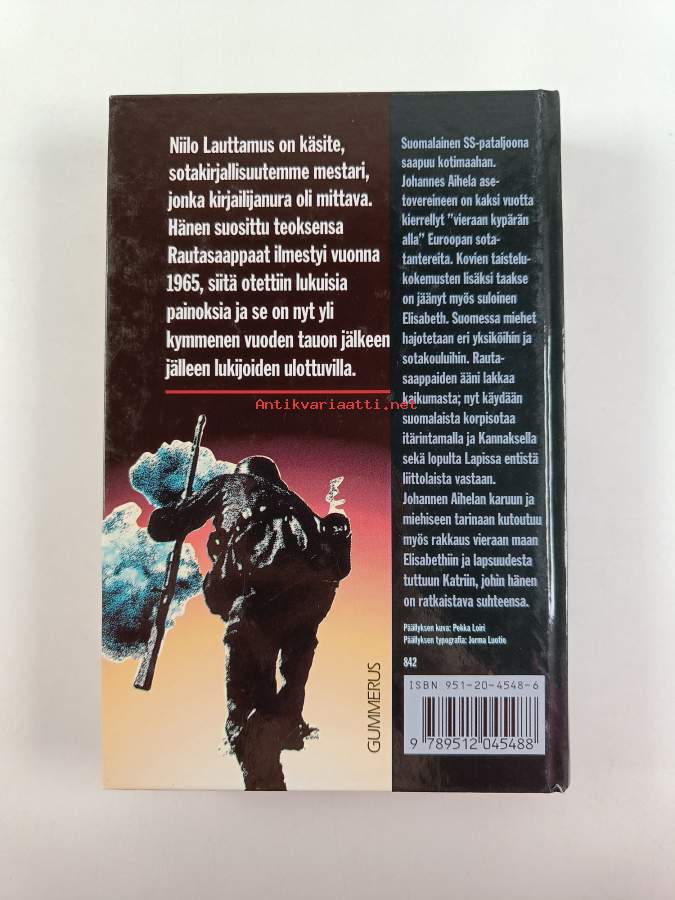 Niilo Lauttamus on käsite,
sotakirjallisuutemme mestari,
jonka kirjailijanura oli mittava.
Hänen suosittu teoksensa
Rautasaappaat ilmestyi vuonna
1965, siitä otettiin lukuisia
painoksia ja se on nyt yli
kymmenen vuoden tauon jälkeen
jälleen lukijoiden ulottuvilla.
Antikvariaatti.net
Suomalainen SS-pataljoona
saapuu kotimaahan.
Johannes Aihela ase-
tovereineen on kaksi vuotta
kierrellyt "vieraan kypärän
alla" Euroopan sota-
tantereita. Kovien taistelu-
kokemusten lisäksi taakse
on jäänyt myös suloinen
Elisabeth. Suomessa miehet
hajotetaan eri yksiköihin ja
sotakouluihin. Rauta-
saappaiden ääni lakkaa
kaikumasta; nyt käydään
suomalaista korpisotaa
itärintamalla ja Kannaksella
sekä lopulta Lapissa entistä
liittolaista vastaan.
Johannen Aihelan karuun ja
miehiseen tarinaan kutoutuu
myös rakkaus vieraan maan
Elisabethiin ja lapsuudesta
tuttuun Katriin, johin hänen
on ratkaistava suhteensa.
Päällyksen kuva: Pekka Loiri
Päällyksen typografia: Jorma Luotio
842
GUMMERUS
ISBN 951-20-4548-6
9 789512 045488